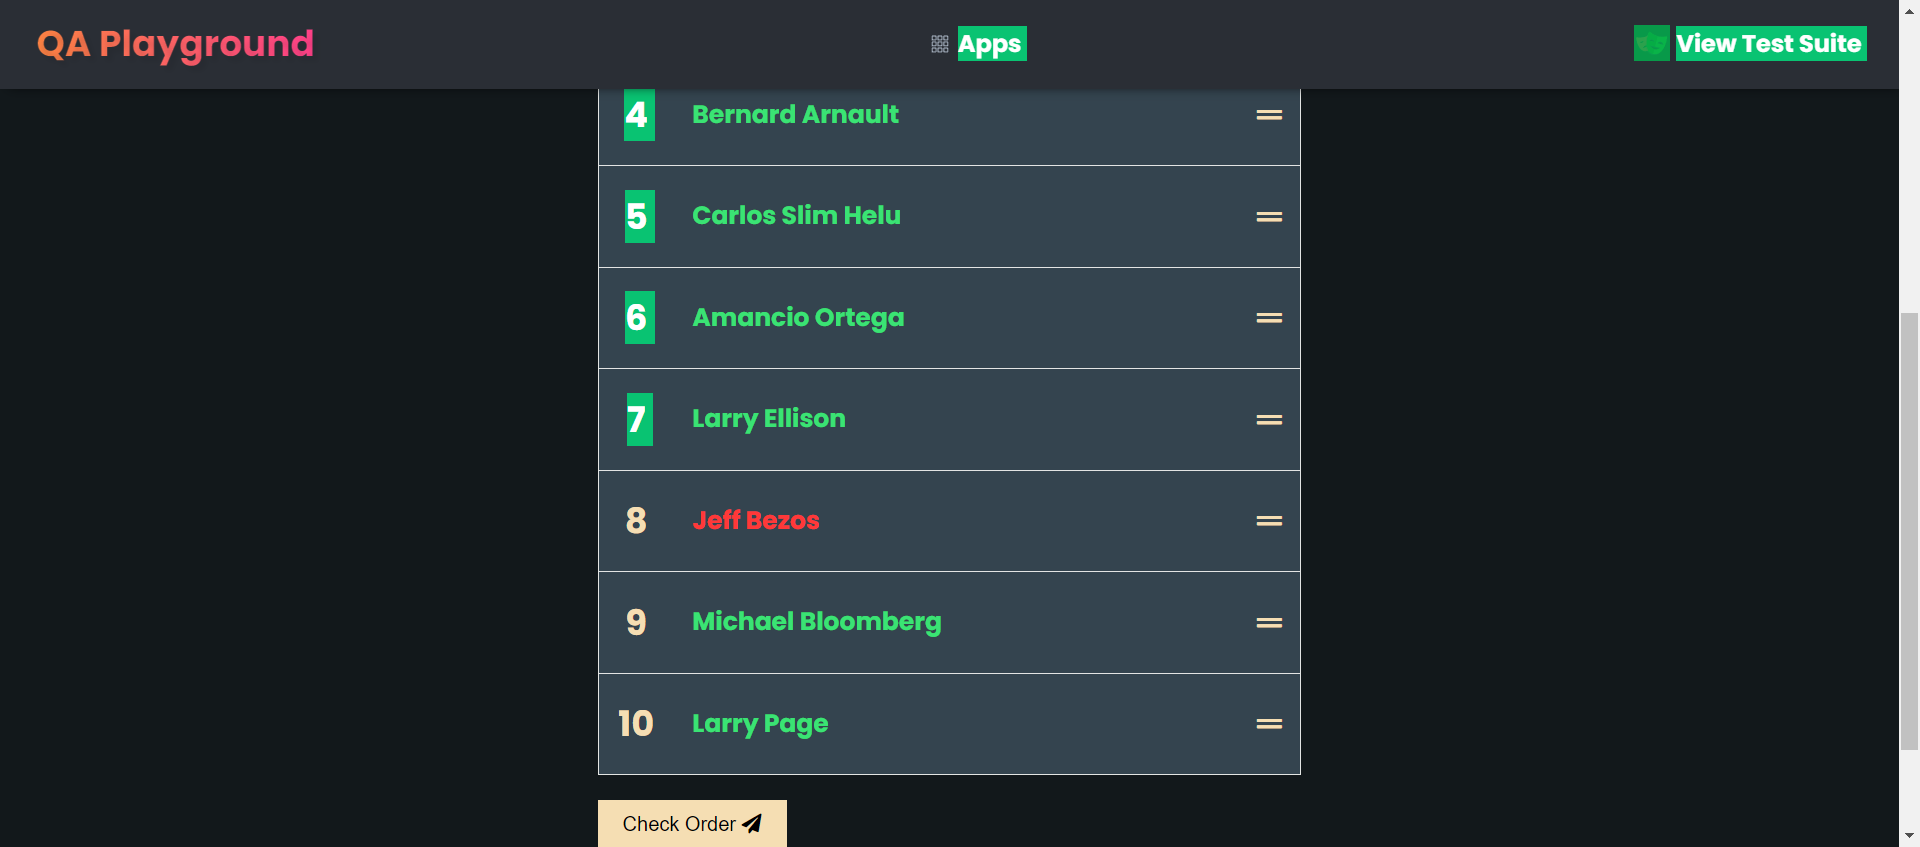 QA Playground
Apps
View Test Suite
4 Bernard Arnault
5 Carlos Slim Helu
6 Amancio Ortega
7 Larry Ellison
8 Jeff Bezos
9 Michael Bloomberg
10 Larry Page
Check Order